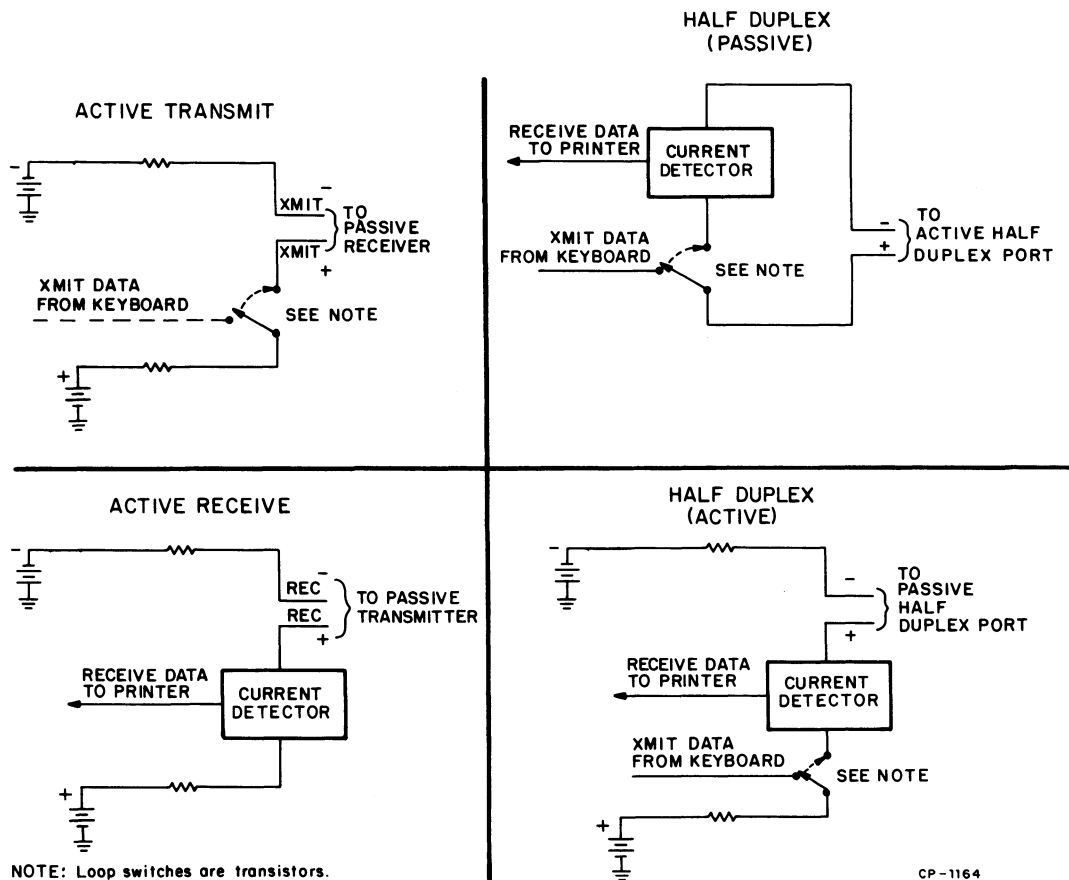 ACTIVE TRANSMIT
-
XMIT -
XMIT +
TO
PASSIVE
RECEIVER
XMIT DATA
FROM KEYBOARD
SEE NOTE
+
HALF DUPLEX
(PASSIVE)
RECEIVE DATA
TO PRINTER
CURRENT
DETECTOR
XMIT DATA
FROM KEYBOARD
SEE NOTE
-
+
TO
ACTIVE HALF
DUPLEX PORT
ACTIVE RECEIVE
-
REC -
REC +
TO PASSIVE
TRANSMITTER
RECEIVE DATA
TO PRINTER
CURRENT
DETECTOR
+
HALF DUPLEX
(ACTIVE)
-
-
+
TO
PASSIVE
HALF
DUPLEX PORT
RECEIVE DATA
TO PRINTER
CURRENT
DETECTOR
XMIT DATA
FROM KEYBOARD
SEE NOTE
+
NOTE: Loop switches are transistors.
CP-1164